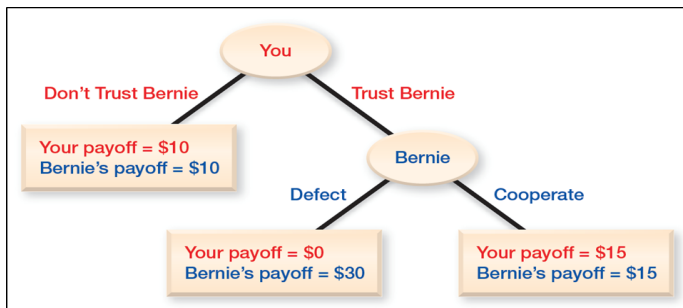 You
Don't Trust Bernie
Trust Bernie
Your payoff = $10
Bernie's payoff = $10
Bernie
Defect
Cooperate
Your payoff = $0
Bernie's payoff = $30
Your payoff = $15
Bernie's payoff = $15